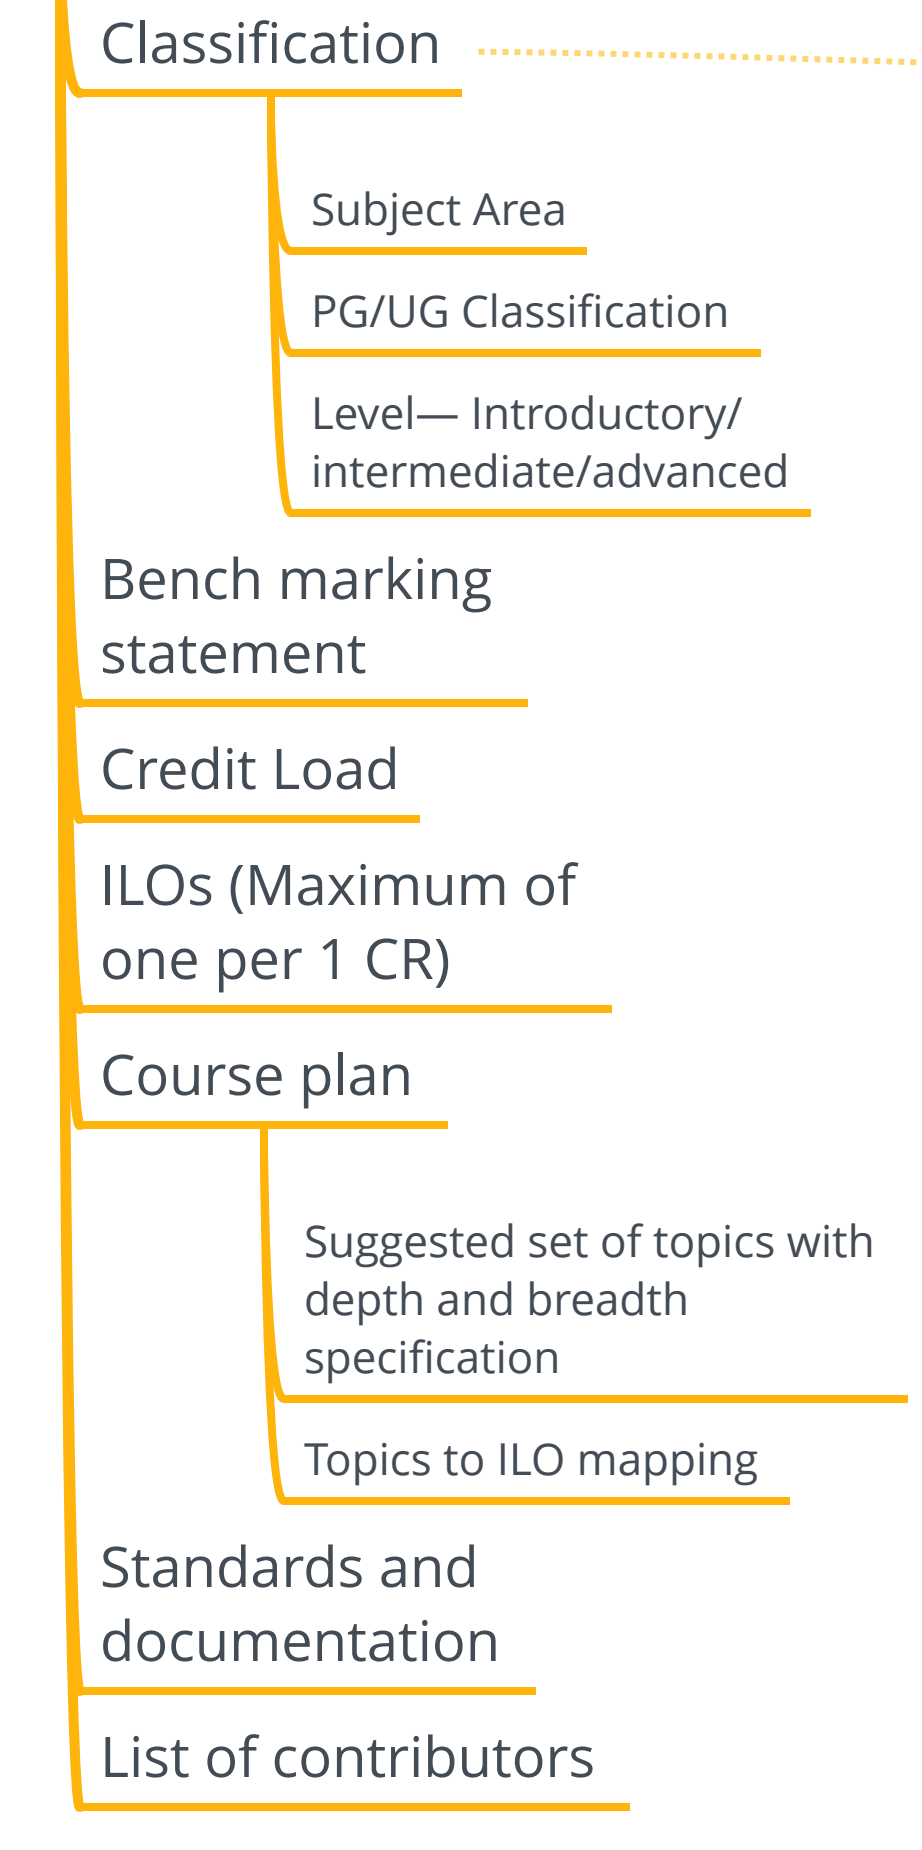 Classification
Subject Area
PG/UG Classification
Level— Introductory/
intermediate/advanced
Bench marking
statement
Credit Load
ILOs (Maximum of
one per 1 CR)
Course plan
Suggested set of topics with
depth and breadth
specification
Topics to ILO mapping
Standards and
documentation
List of contributors